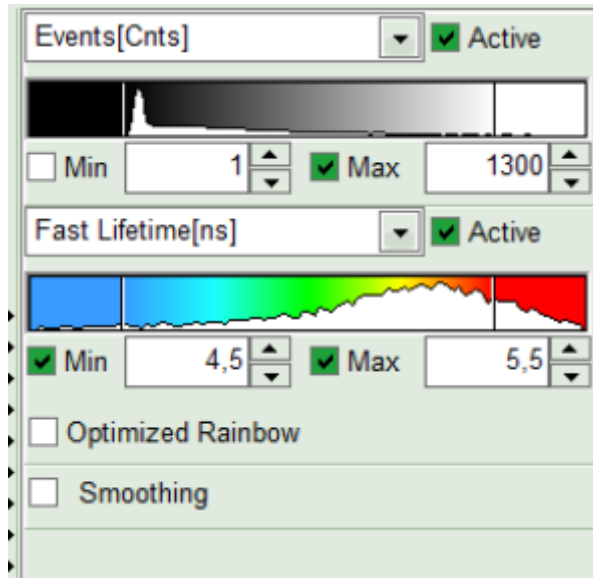 Events[Cnts] Active
Min 1 Max 1300
Fast Lifetime[ns] Active
Min 4,5 Max 5,5
Optimized Rainbow
Smoothing